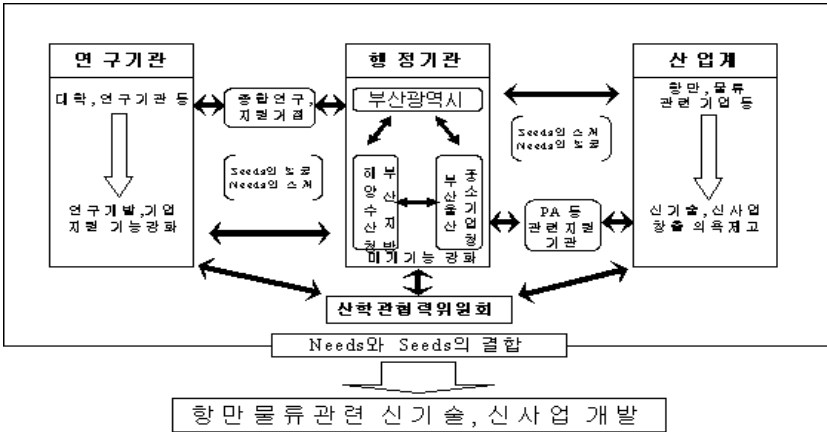 연 구기관
대학,연구기관 등
연구개발,기업
지원 기능강화
종합연구,
지원거점
Seeds의 발굴
Needs의 소개
행 정기관
부산광역시
부산지방
해양수산청
부산울산
중소기업청
매개기능 강화
Seeds의 소개
Needs의 발굴
PA 등
관련지원
기관
산 업계
항만,물류
관련 기업 등
신기술,신사업
창출 의욕제고
산학관협력위원회
Needs와 Seeds의 결합
항만물류관련 신기술,신사업 개발